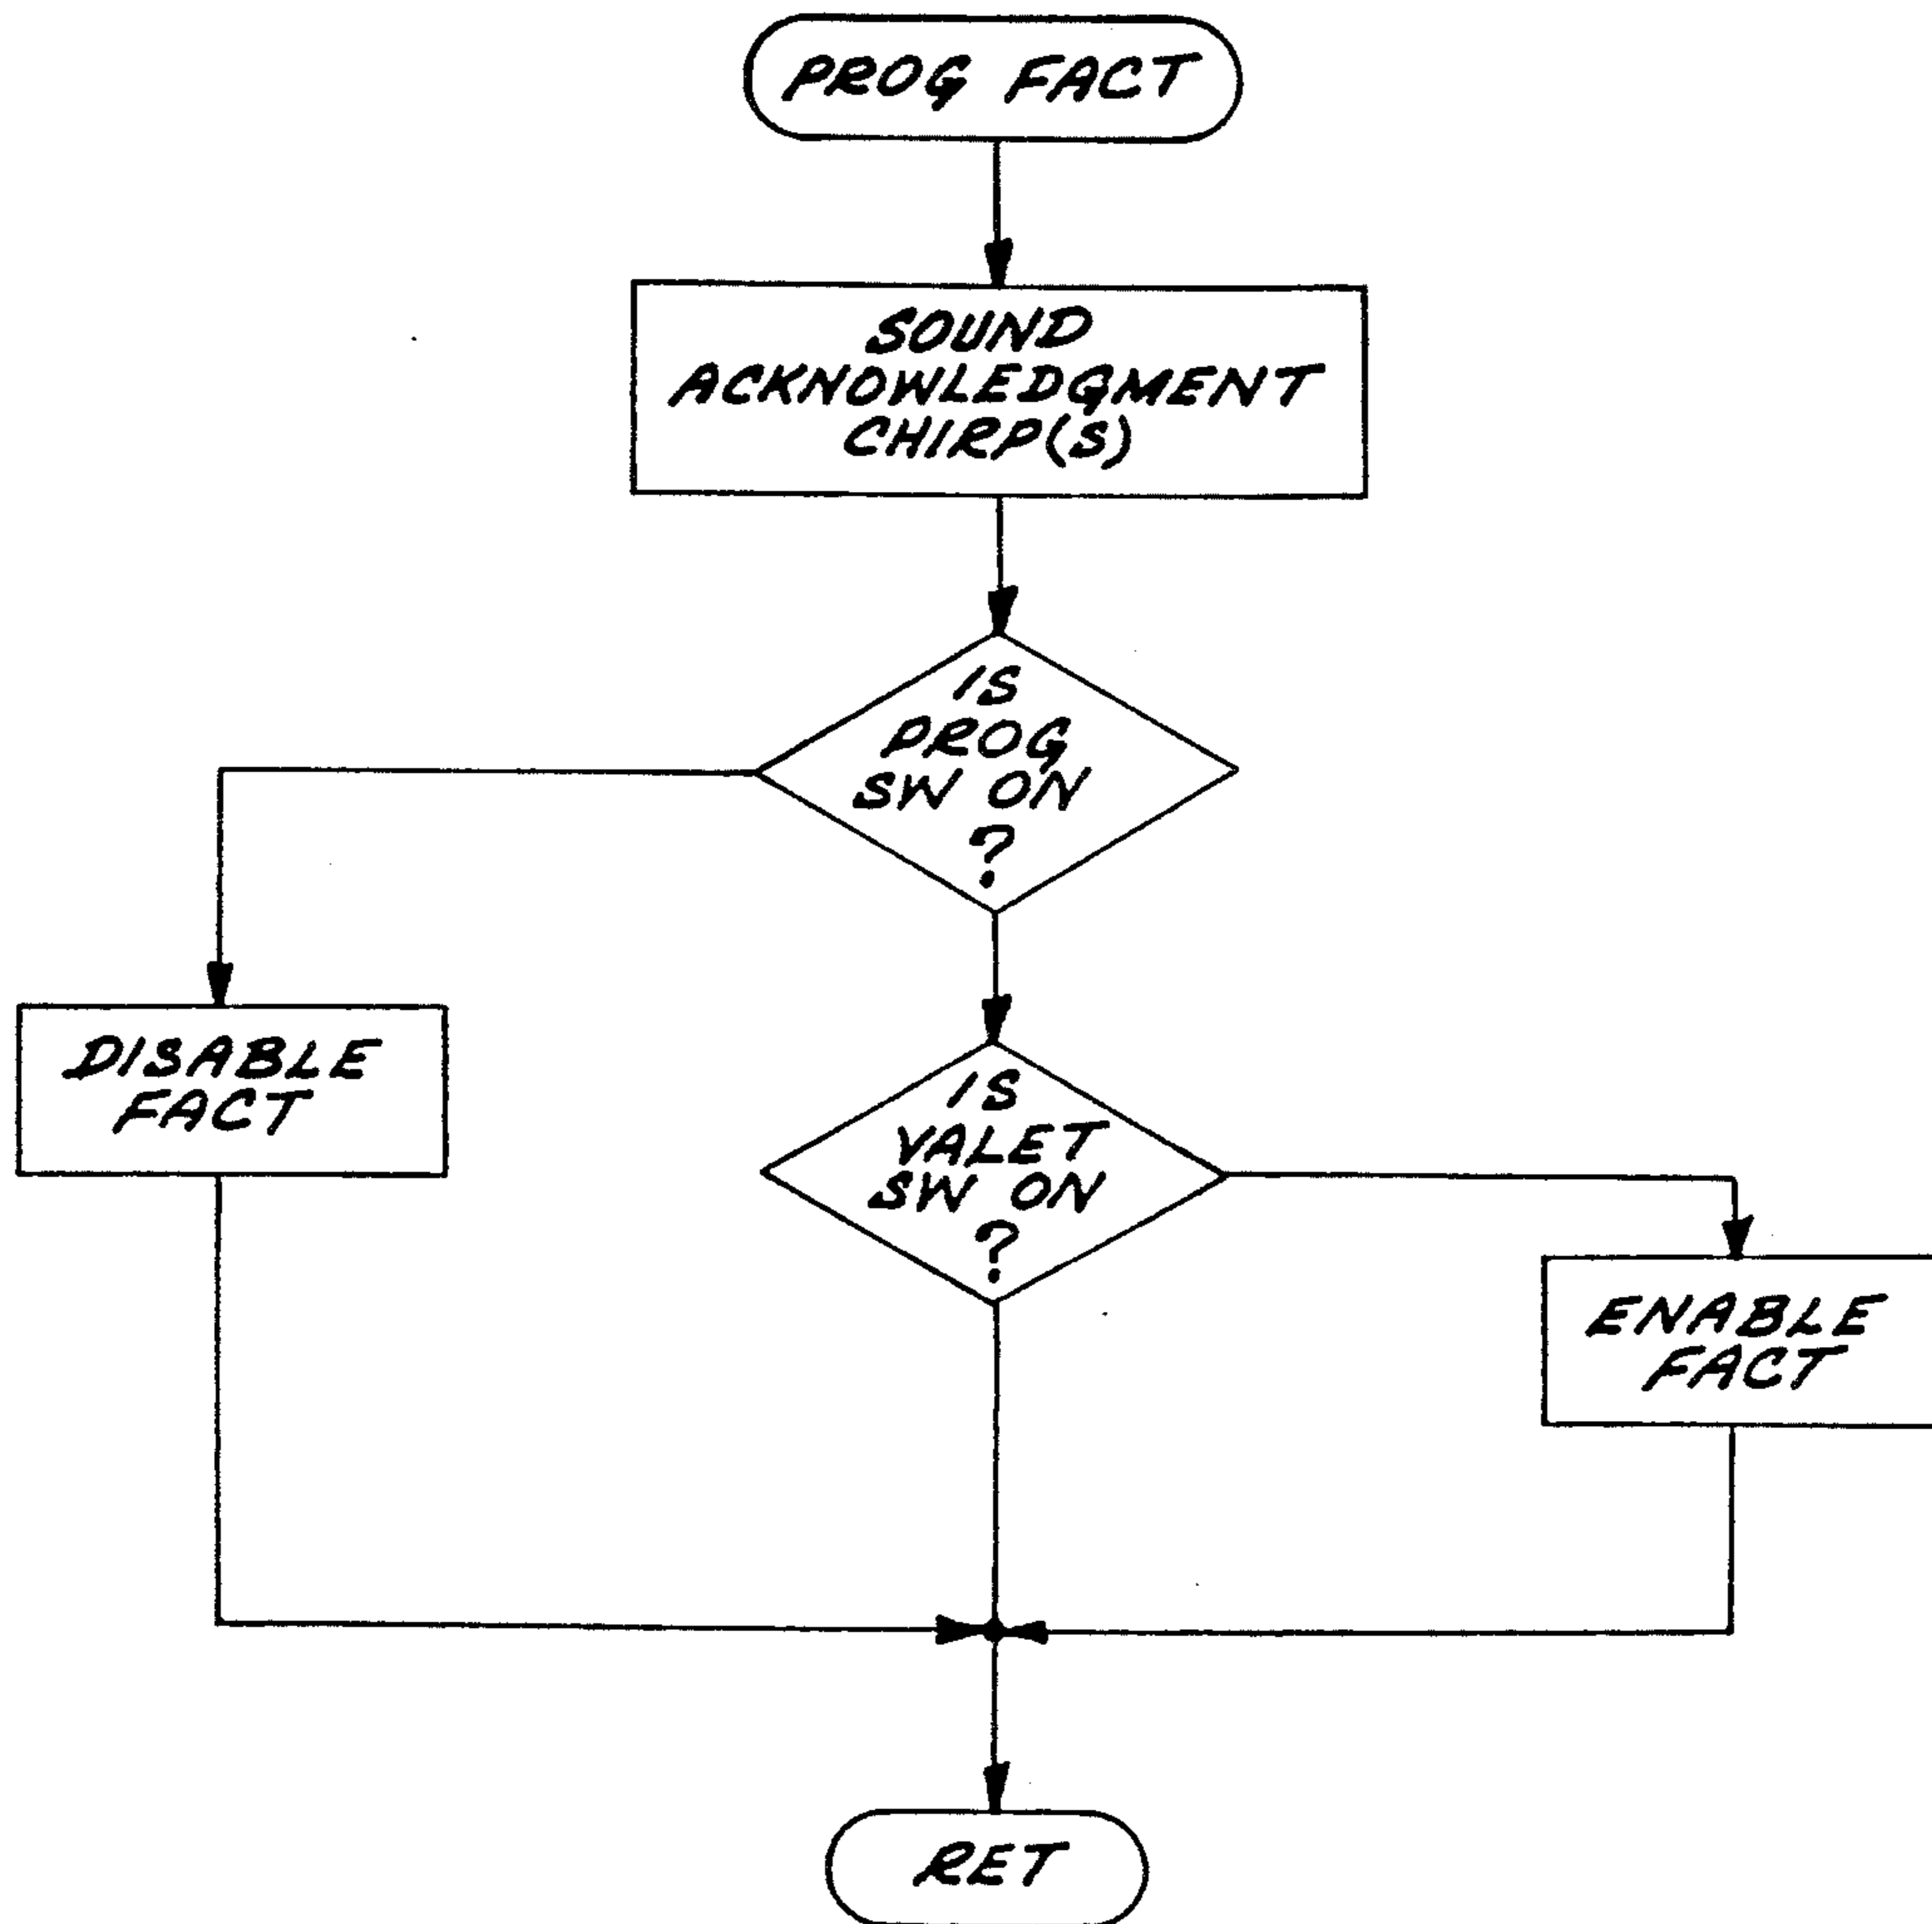 PROG FACT
SOUND
ACKNOWLEDGMENT
CHIRP(S)
IS
PROG
SW ON
?
DISABLE
FACT
IS
VALET
SW ON
?
ENABLE
FACT
RET